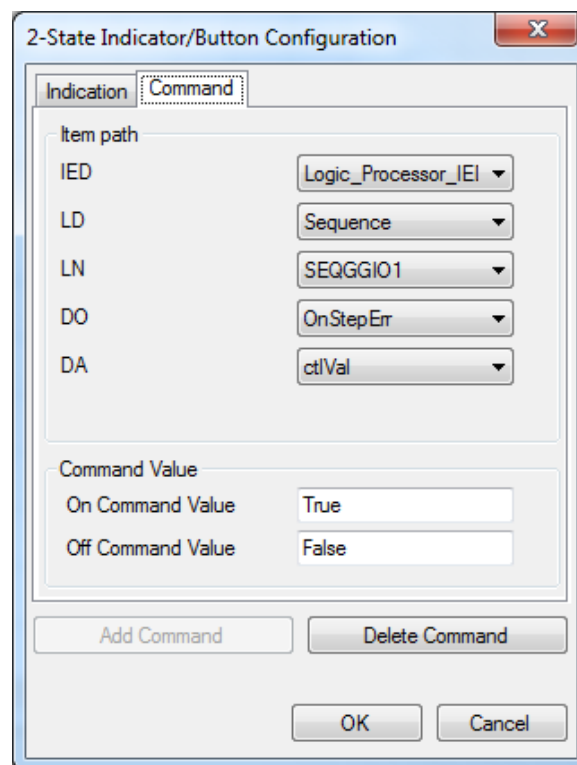 2-State Indicator/Button Configuration
Indication Command
Item path
IED Logic_Processor_IEI
LD Sequence
LN SEQGGIO1
DO OnStepErr
DA ctlVal
Command Value
On Command Value True
Off Command Value False
Add Command Delete Command
OK Cancel